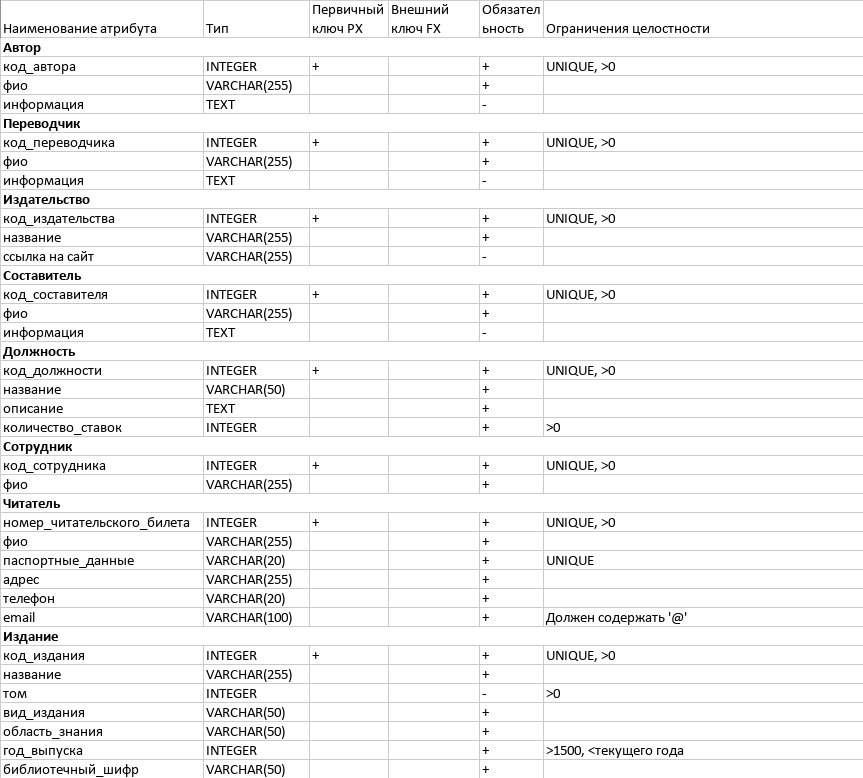 Наименование атрибута Тип Первичный ключ PX Внешний ключ FX Обязательность Ограничения целостности
Автор
код_автора INTEGER + + UNIQUE, >0
фио VARCHAR(255) +
информация TEXT -
Переводчик
код_переводчика INTEGER + + UNIQUE, >0
фио VARCHAR(255) +
информация TEXT -
Издательство
код_издательства INTEGER + + UNIQUE, >0
название VARCHAR(255) +
ссылка на сайт VARCHAR(255) -
Составитель
код_составителя INTEGER + + UNIQUE, >0
фио VARCHAR(255) +
информация TEXT -
Должность
код_должности INTEGER + + UNIQUE, >0
название VARCHAR(50) +
описание TEXT +
количество_ставок INTEGER + >0
Сотрудник
код_сотрудника INTEGER + + UNIQUE, >0
фио VARCHAR(255) +
Читатель
номер_читательского_билета INTEGER + + UNIQUE, >0
фио VARCHAR(255) +
паспортные_данные VARCHAR(20) + UNIQUE
адрес VARCHAR(255) +
телефон VARCHAR(20) +
email VARCHAR(100) + Должен содержать '@'
Издание
код_издания INTEGER + + UNIQUE, >0
название VARCHAR(255) +
том INTEGER - >0
вид_издания VARCHAR(50) +
область_знания VARCHAR(50) +
год_выпуска INTEGER + >1500, <текущего года
библиотечный_шифр VARCHAR(50) +